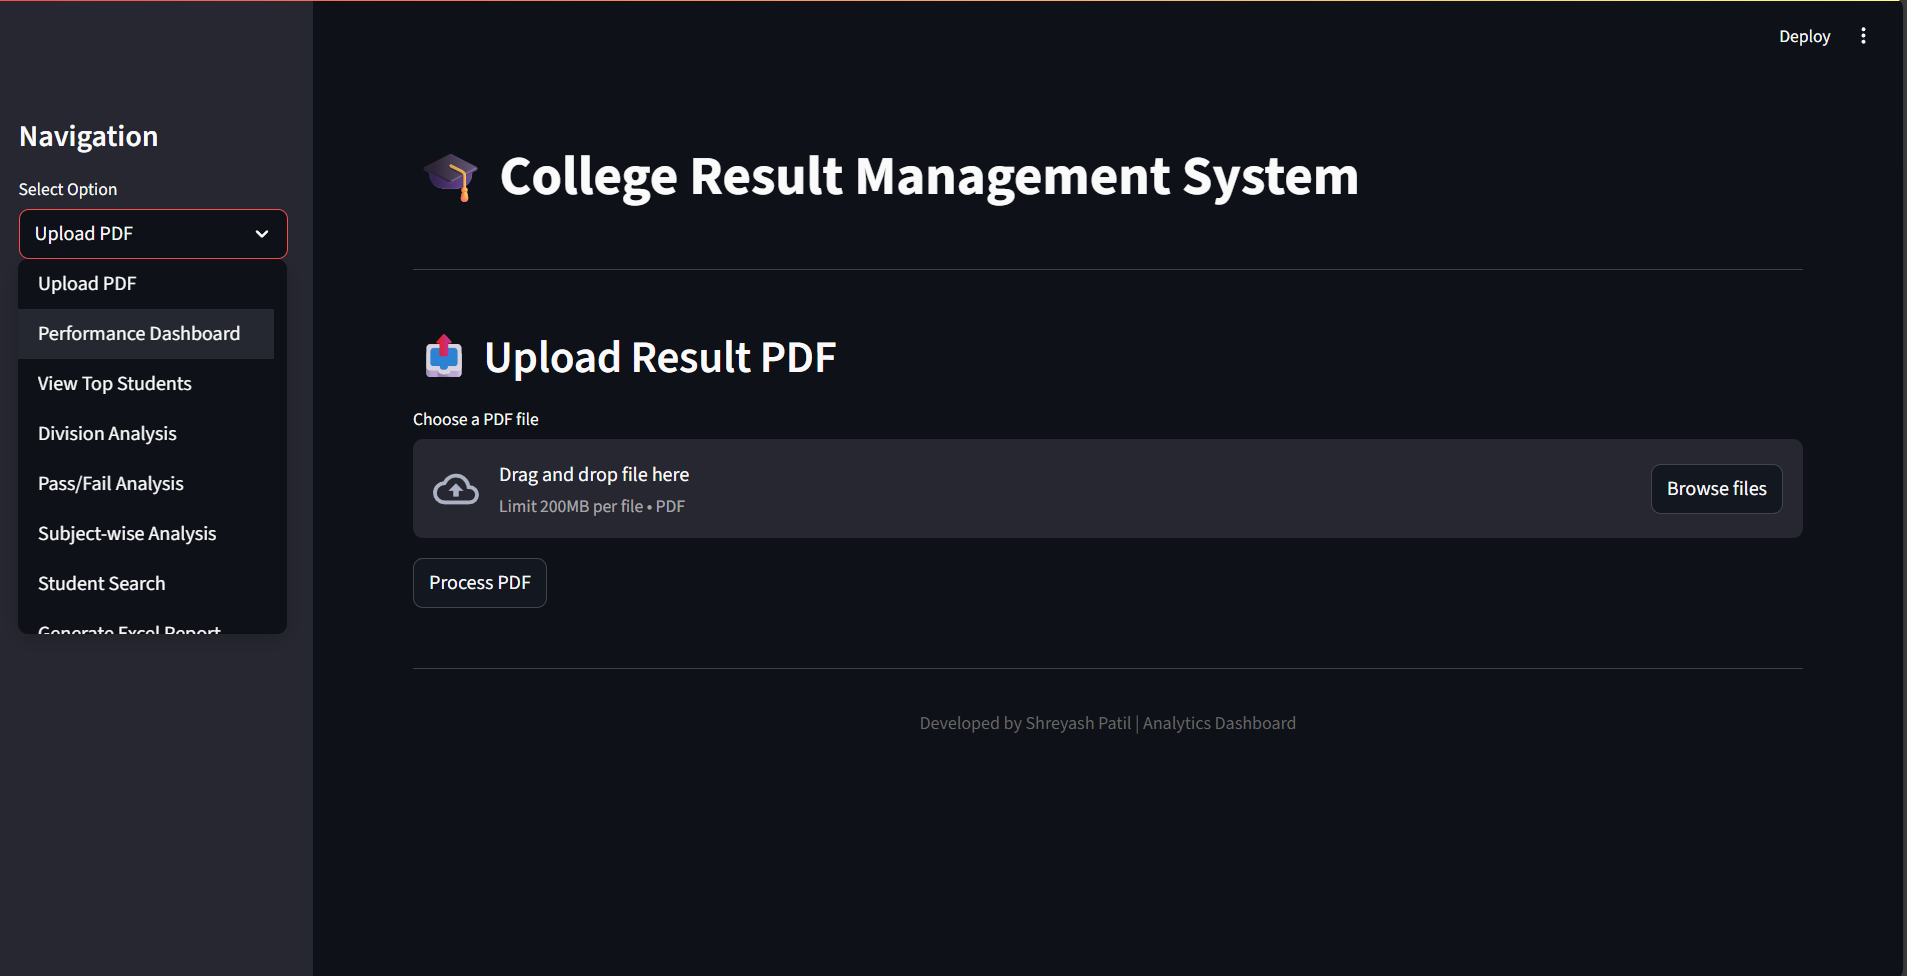 Deploy
Navigation
Select Option
Upload PDF
Upload PDF
Performance Dashboard
View Top Students
Division Analysis
Pass/Fail Analysis
Subject-wise Analysis
Student Search
Generate Excel Report
College Result Management System
Upload Result PDF
Choose a PDF file
Drag and drop file here
Limit 200MB per file • PDF
Browse files
Process PDF
Developed by Shreyash Patil | Analytics Dashboard